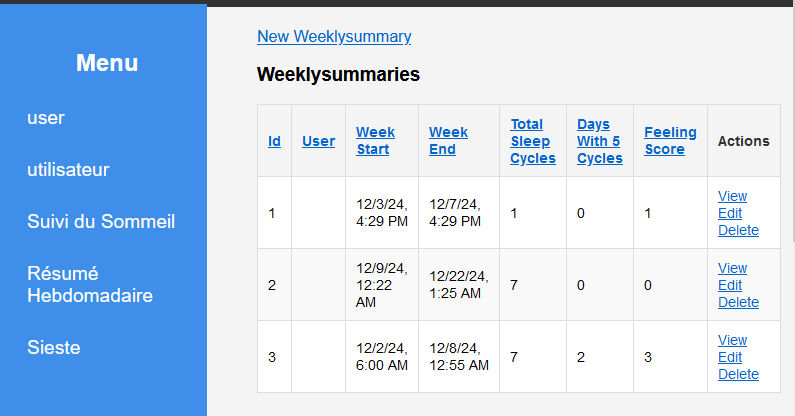 Menu
user
utilisateur
Suivi du Sommeil
Résumé
Hebdomadaire
Sieste
New Weeklysummary
Weeklysummaries
Id User Week Start Week End Total Sleep Cycles Days With 5 Cycles Feeling Score Actions
1 12/3/24, 4:29 PM 12/7/24, 4:29 PM 1 0 1 View Edit Delete
2 12/9/24, 12:22 AM 12/22/24, 1:25 AM 7 0 0 View Edit Delete
3 12/2/24, 6:00 AM 12/8/24, 12:55 AM 7 2 3 View Edit Delete